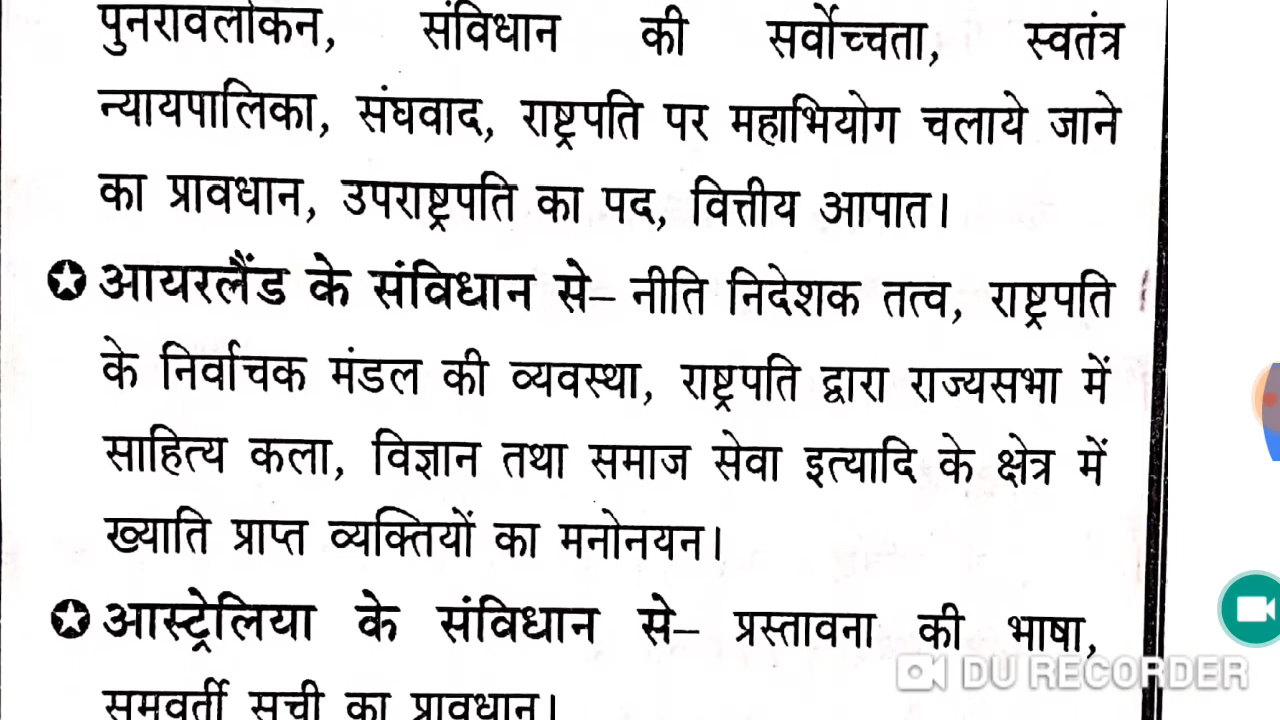 पुनरावलोकन, संविधान की सर्वोच्चता, स्वतंत्र
न्यायपालिका, संघवाद, राष्ट्रपति पर महाभियोग चलाये जाने
का प्रावधान, उपराष्ट्रपति का पद, वित्तीय आपात।
आयरलैंड के संविधान से– नीति निदेशक तत्व, राष्ट्रपति
के निर्वाचक मंडल की व्यवस्था, राष्ट्रपति द्वारा राज्यसभा में
साहित्य कला, विज्ञान तथा समाज सेवा इत्यादि के क्षेत्र में
ख्याति प्राप्त व्यक्तियों का मनोनयन।
आस्ट्रेलिया के संविधान से– प्रस्तावना की भाषा,
DU RECORDER
समवर्ती सूची का प्रावधान।